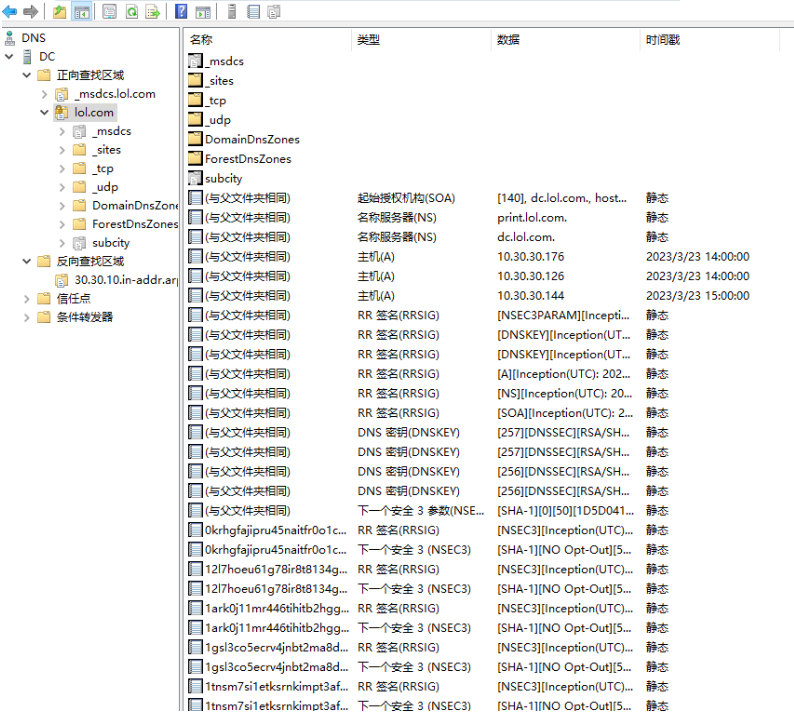 DNS
DC
正向查找区域
_msdcs.lol.com
lol.com
_msdcs
_sites
_tcp
_udp
DomainDnsZone
ForestDnsZones
subcity
反向查找区域
30.30.10.in-addr.arp
信任点
条件转发器
名称 类型 数据 时间戳
_msdcs
_sites
_tcp
_udp
DomainDnsZones
ForestDnsZones
subcity
(与父文件夹相同) 起始授权机构(SOA) [140], dc.lol.com., host... 静态
(与父文件夹相同) 名称服务器(NS) print.lol.com. 静态
(与父文件夹相同) 名称服务器(NS) dc.lol.com. 静态
(与父文件夹相同) 主机(A) 10.30.30.176 2023/3/23 14:00:00
(与父文件夹相同) 主机(A) 10.30.30.126 2023/3/23 14:00:00
(与父文件夹相同) 主机(A) 10.30.30.144 2023/3/23 15:00:00
(与父文件夹相同) RR 签名(RRSIG) [NSEC3PARAM][Incepti... 静态
(与父文件夹相同) RR 签名(RRSIG) [DNSKEY][Inception(UT... 静态
(与父文件夹相同) RR 签名(RRSIG) [DNSKEY][Inception(UT... 静态
(与父文件夹相同) RR 签名(RRSIG) [A][Inception(UTC): 202... 静态
(与父文件夹相同) RR 签名(RRSIG) [NS][Inception(UTC): 20... 静态
(与父文件夹相同) RR 签名(RRSIG) [SOA][Inception(UTC): 2... 静态
(与父文件夹相同) DNS 密钥(DNSKEY) [257][DNSSEC][RSA/SH... 静态
(与父文件夹相同) DNS 密钥(DNSKEY) [257][DNSSEC][RSA/SH... 静态
(与父文件夹相同) DNS 密钥(DNSKEY) [256][DNSSEC][RSA/SH... 静态
(与父文件夹相同) DNS 密钥(DNSKEY) [256][DNSSEC][RSA/SH... 静态
(与父文件夹相同) 下一个安全 3 参数(NSE... [SHA-1][0][50][1D5D041... 静态
0krhgfajipru45naitfr0o1c... RR 签名(RRSIG) [NSEC3][Inception(UTC)... 静态
0krhgfajipru45naitfr0o1c... 下一个安全 3 (NSEC3) [SHA-1][NO Opt-Out][5... 静态
12l7hoeu61g78ir8t8134g... RR 签名(RRSIG) [NSEC3][Inception(UTC)... 静态
12l7hoeu61g78ir8t8134g... 下一个安全 3 (NSEC3) [SHA-1][NO Opt-Out][5... 静态
1ark0j11mr446tihitb2hgg... RR 签名(RRSIG) [NSEC3][Inception(UTC)... 静态
1ark0j11mr446tihitb2hgg... 下一个安全 3 (NSEC3) [SHA-1][NO Opt-Out][5... 静态
1gsl3co5ecrv4jnbt2ma8d... RR 签名(RRSIG) [NSEC3][Inception(UTC)... 静态
1gsl3co5ecrv4jnbt2ma8d... 下一个安全 3 (NSEC3) [SHA-1][NO Opt-Out][5... 静态
1tnsm7si1etksrnkimpt3af... RR 签名(RRSIG) [NSEC3][Inception(UTC)... 静态
1tnsm7si1etksrnkimpt3af... 下一个安全 3 (NSEC3) [SHA-1][NO Opt-Out][5... 静态